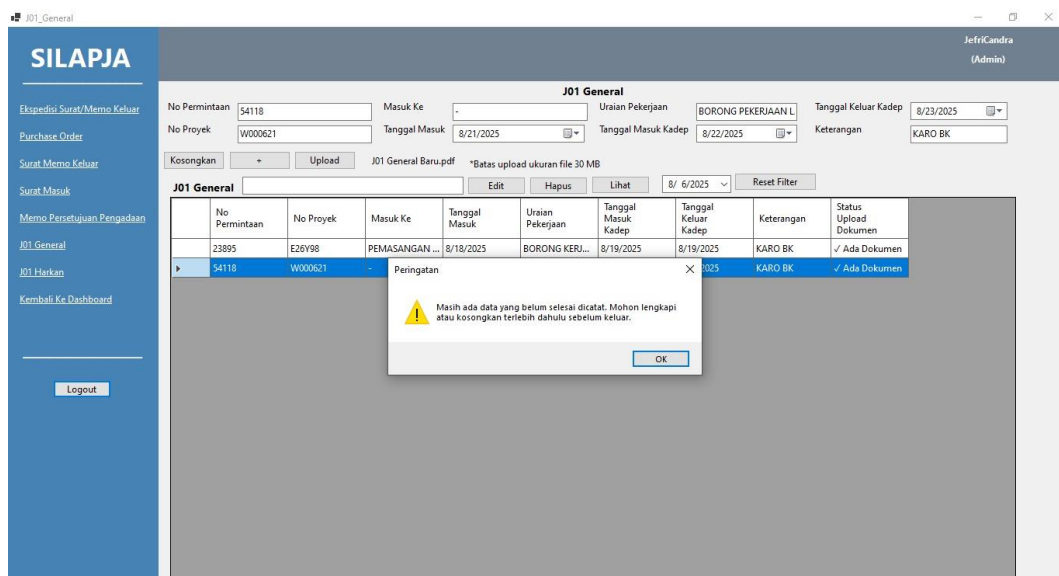 J01_General
SILAPJA
JefriCandra
(Admin)
Ekspedisi Surat/Memo Keluar
Purchase Order
Surat Memo Keluar
Surat Masuk
Memo Persetujuan Pengadaan
J01 General
J01 Harkan
Kembali Ke Dashboard
Logout
J01 General
No Permintaan 54118 Masuk Ke - Uraian Pekerjaan BORONG PEKERJAAN L Tanggal Keluar Kadep 8/23/2025
No Proyek W000621 Tanggal Masuk 8/21/2025 Tanggal Masuk Kadep 8/22/2025 Keterangan KARO BK
Kosongkan + Upload J01 General Baru.pdf *Batas upload ukuran file 30 MB
J01 General Edit Hapus Lihat 8/ 6/2025 Reset Filter
No Permintaan No Proyek Masuk Ke Tanggal Masuk Uraian Pekerjaan Tanggal Masuk Kadep Tanggal Keluar Kadep Keterangan Status Upload Dokumen
23895 E26Y98 PEMASANGAN ... 8/18/2025 BORONG KERJ... 8/19/2025 8/19/2025 KARO BK ✓ Ada Dokumen
54118 W000621 - 2025 KARO BK ✓ Ada Dokumen
Peringatan
Masih ada data yang belum selesai dicatat. Mohon lengkapi
atau kosongkan terlebih dahulu sebelum keluar.
OK